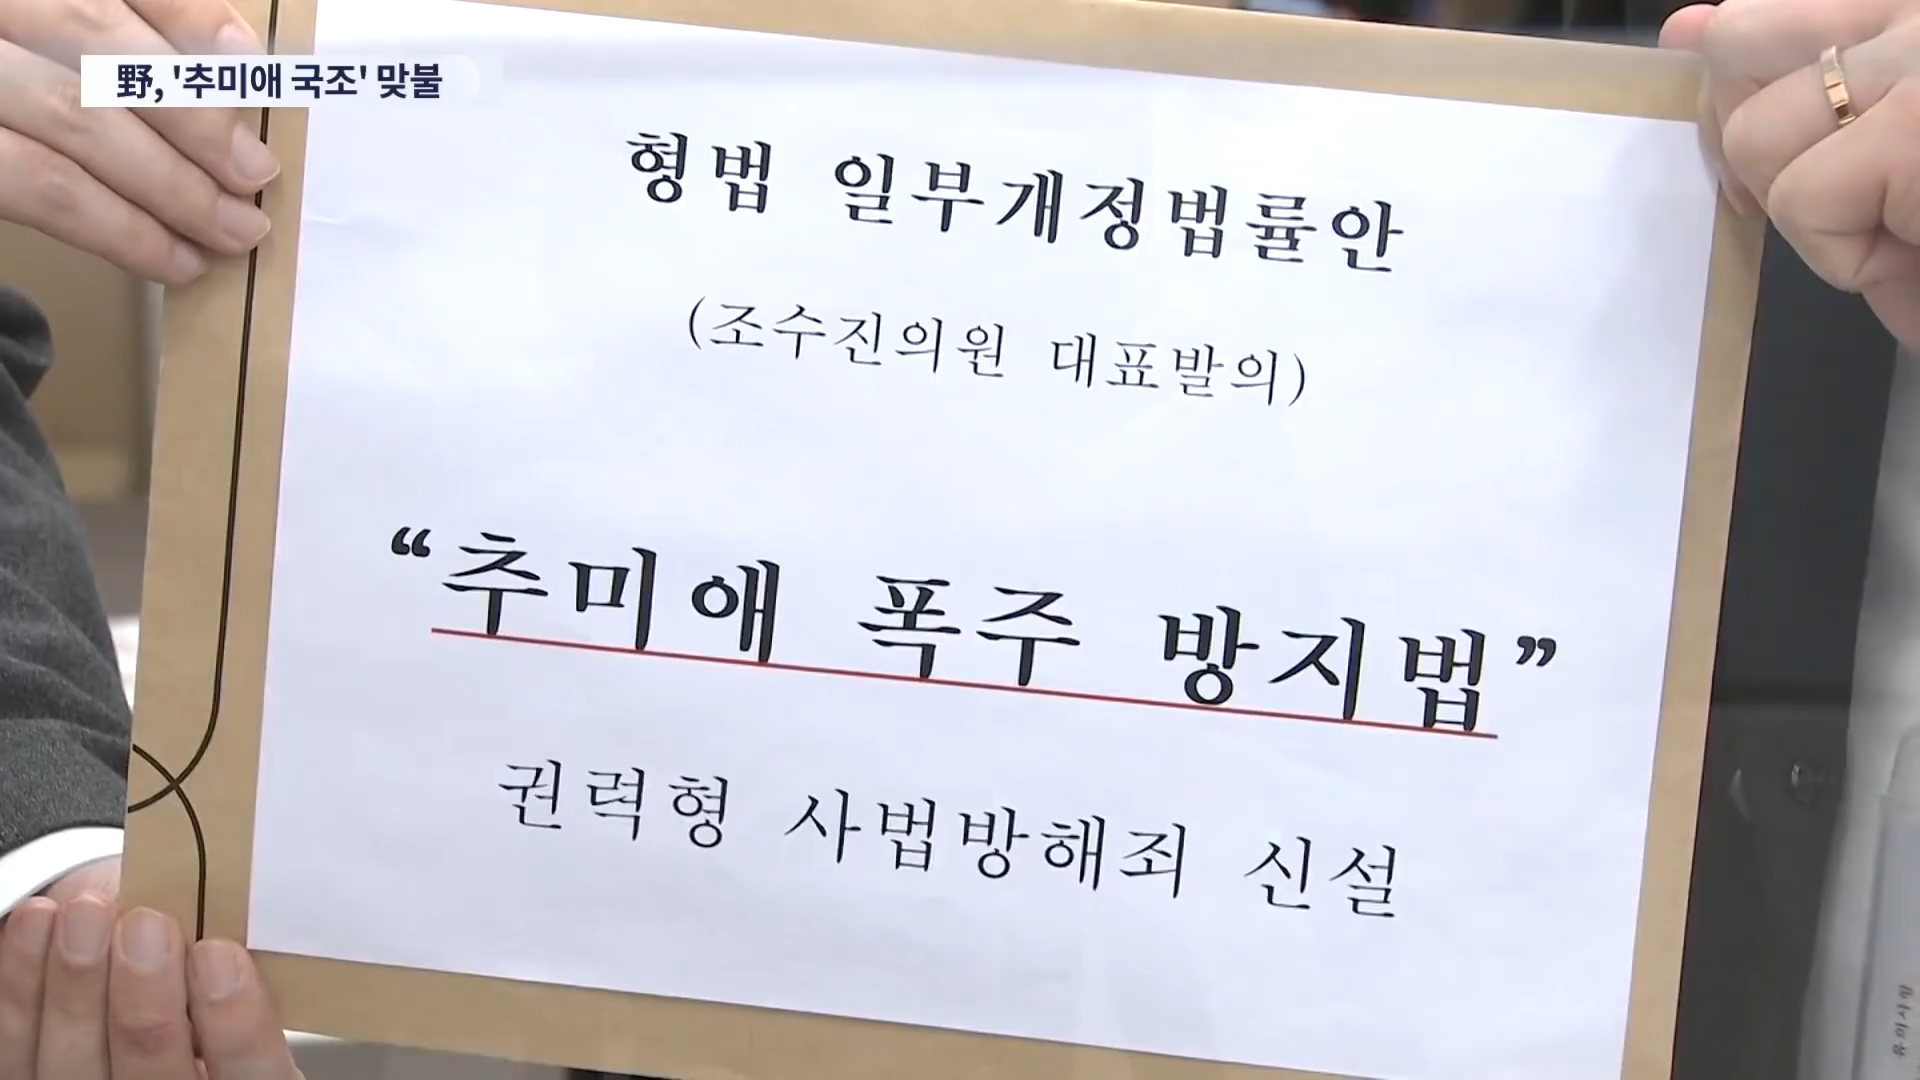 野, '추미애 국조' 맞불
형법 일부개정법률안
(조수진의원 대표발의)
“추미애 폭주 방지법”
권력형 사법방해죄 신설